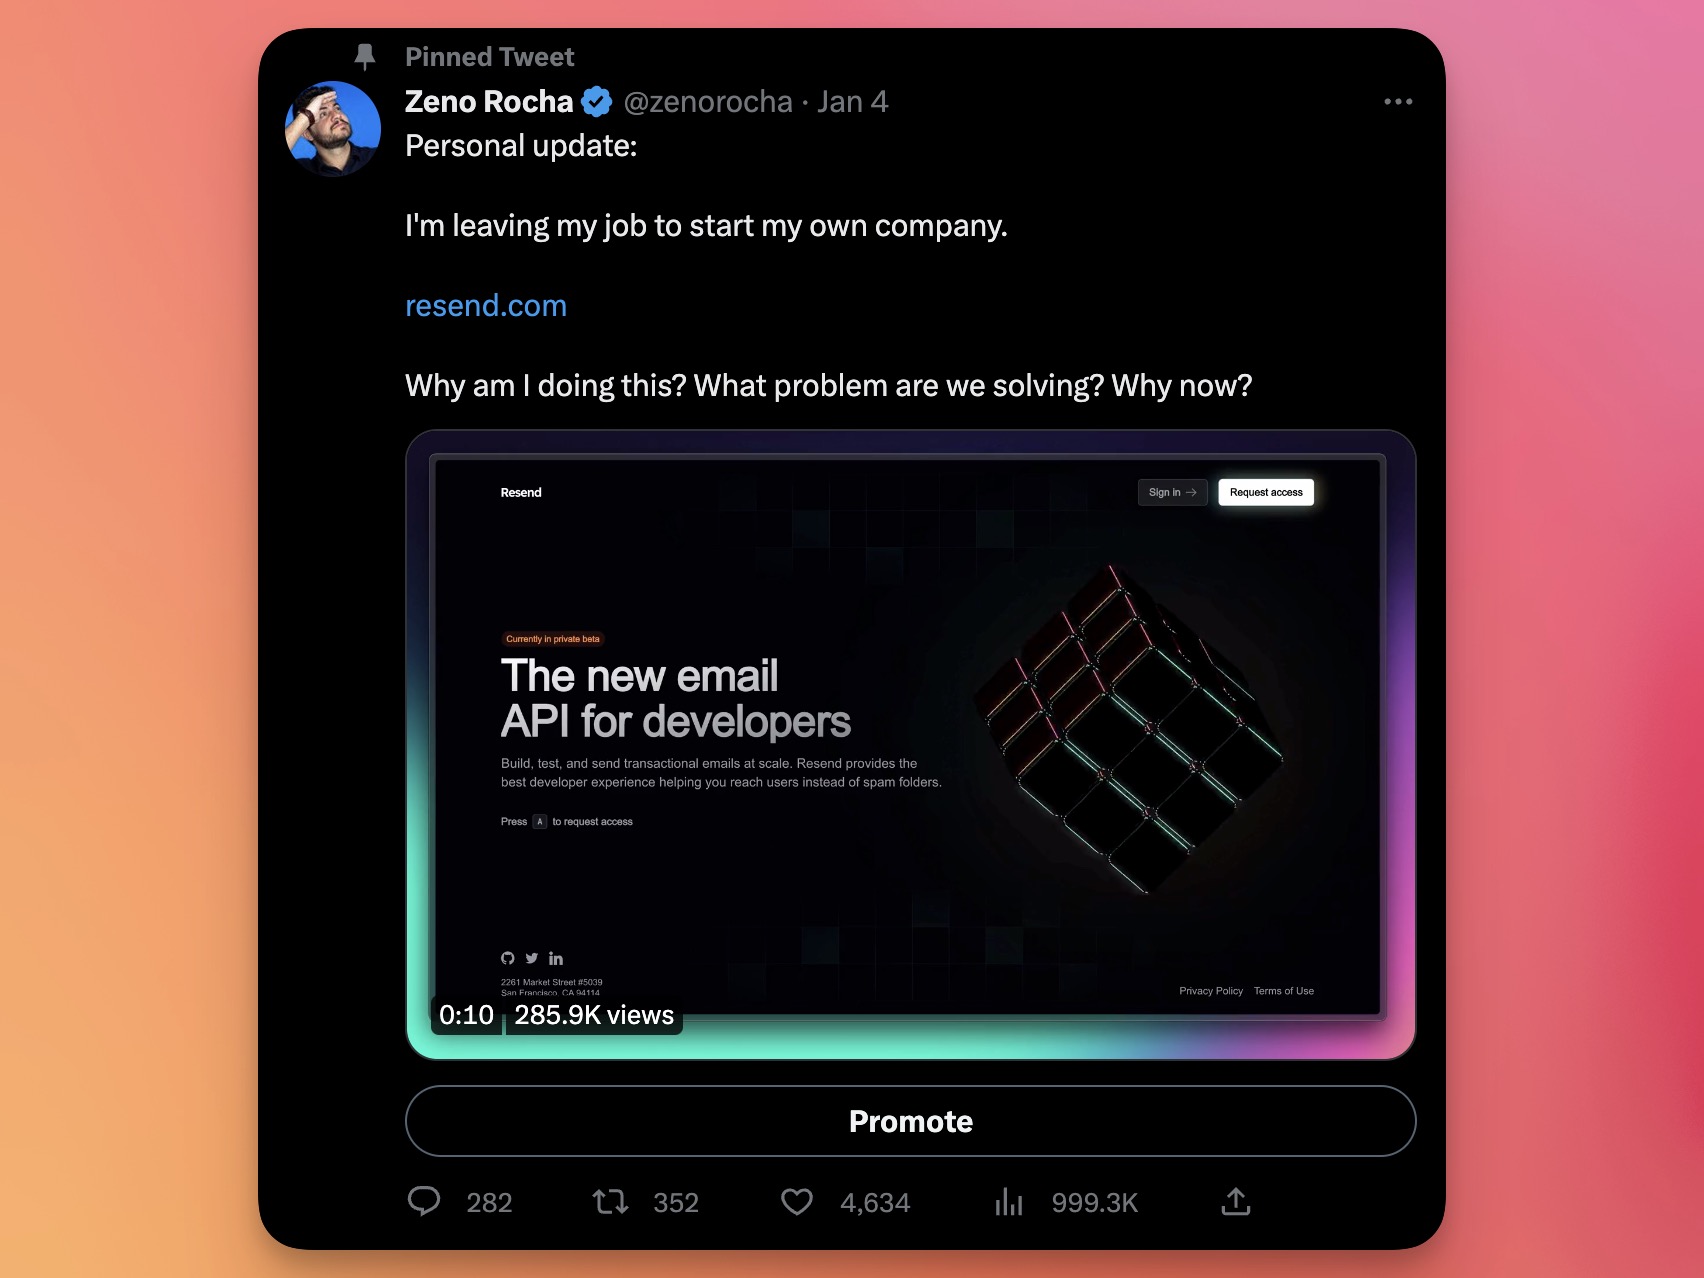 Pinned Tweet
Zeno Rocha @zenorocha · Jan 4
Personal update:
I'm leaving my job to start my own company.
resend.com
Why am I doing this? What problem are we solving? Why now?
Resend
Sign in →
Request access
Currently in private beta
The new email
API for developers
Build, test, and send transactional emails at scale. Resend provides the
best developer experience helping you reach users instead of spam folders.
Press A to request access
in
2261 Market Street #5039
San Francisco, CA 94114
Privacy Policy Terms of Use
0:10 285.9K views
Promote
282 352 4,634 999.3K